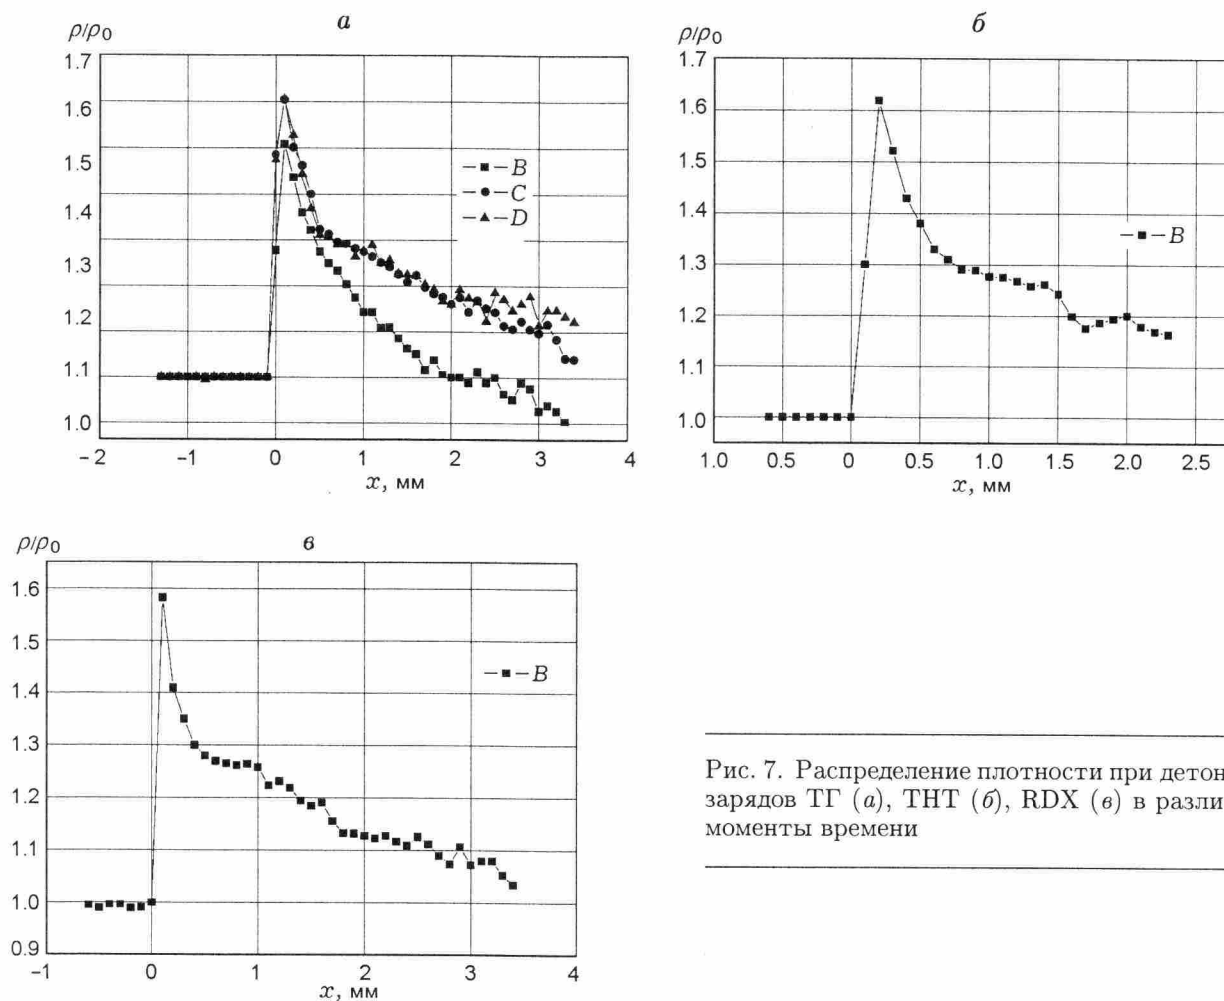 а
ρ/ρ₀
1.7
1.6
1.5
1.4
1.3
1.2
1.1
1.0
B
C
D
−2 −1 0 1 2 3 4
x, мм
б
ρ/ρ₀
1.7
1.6
1.5
1.4
1.3
1.2
1.1
1.0
B
1.0 0.5 0 0.5 1.0 1.5 2.0 2.5
x, мм
в
ρ/ρ₀
1.6
1.5
1.4
1.3
1.2
1.1
1.0
0.9
B
−1 0 1 2 3 4
x, мм
Рис. 7. Распределение плотности при детон
зарядов ТГ (а), ТНТ (б), RDX (в) в разли
моменты времени